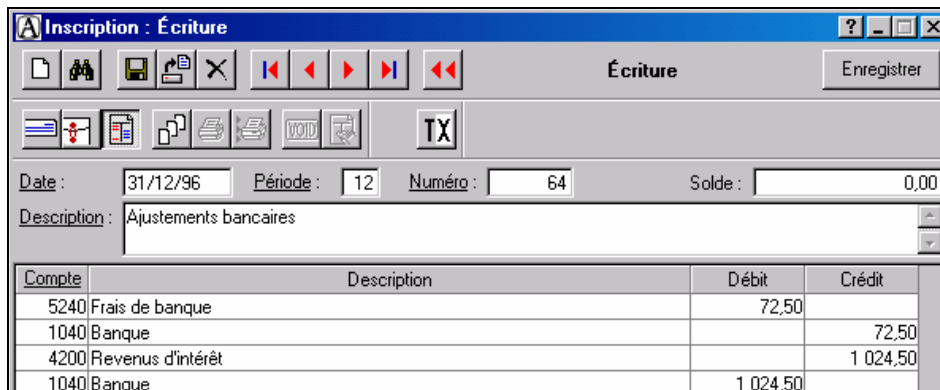 A Inscription : Écriture ?
Écriture Enregistrer
VOID TX
Date : 31/12/96 Période : 12 Numéro : 64 Solde : 0,00
Description : Ajustements bancaires
Compte Description Débit Crédit
5240 Frais de banque 72,50
1040 Banque 72,50
4200 Revenus d'intérêt 1 024,50
1040 Banque 1 024,50